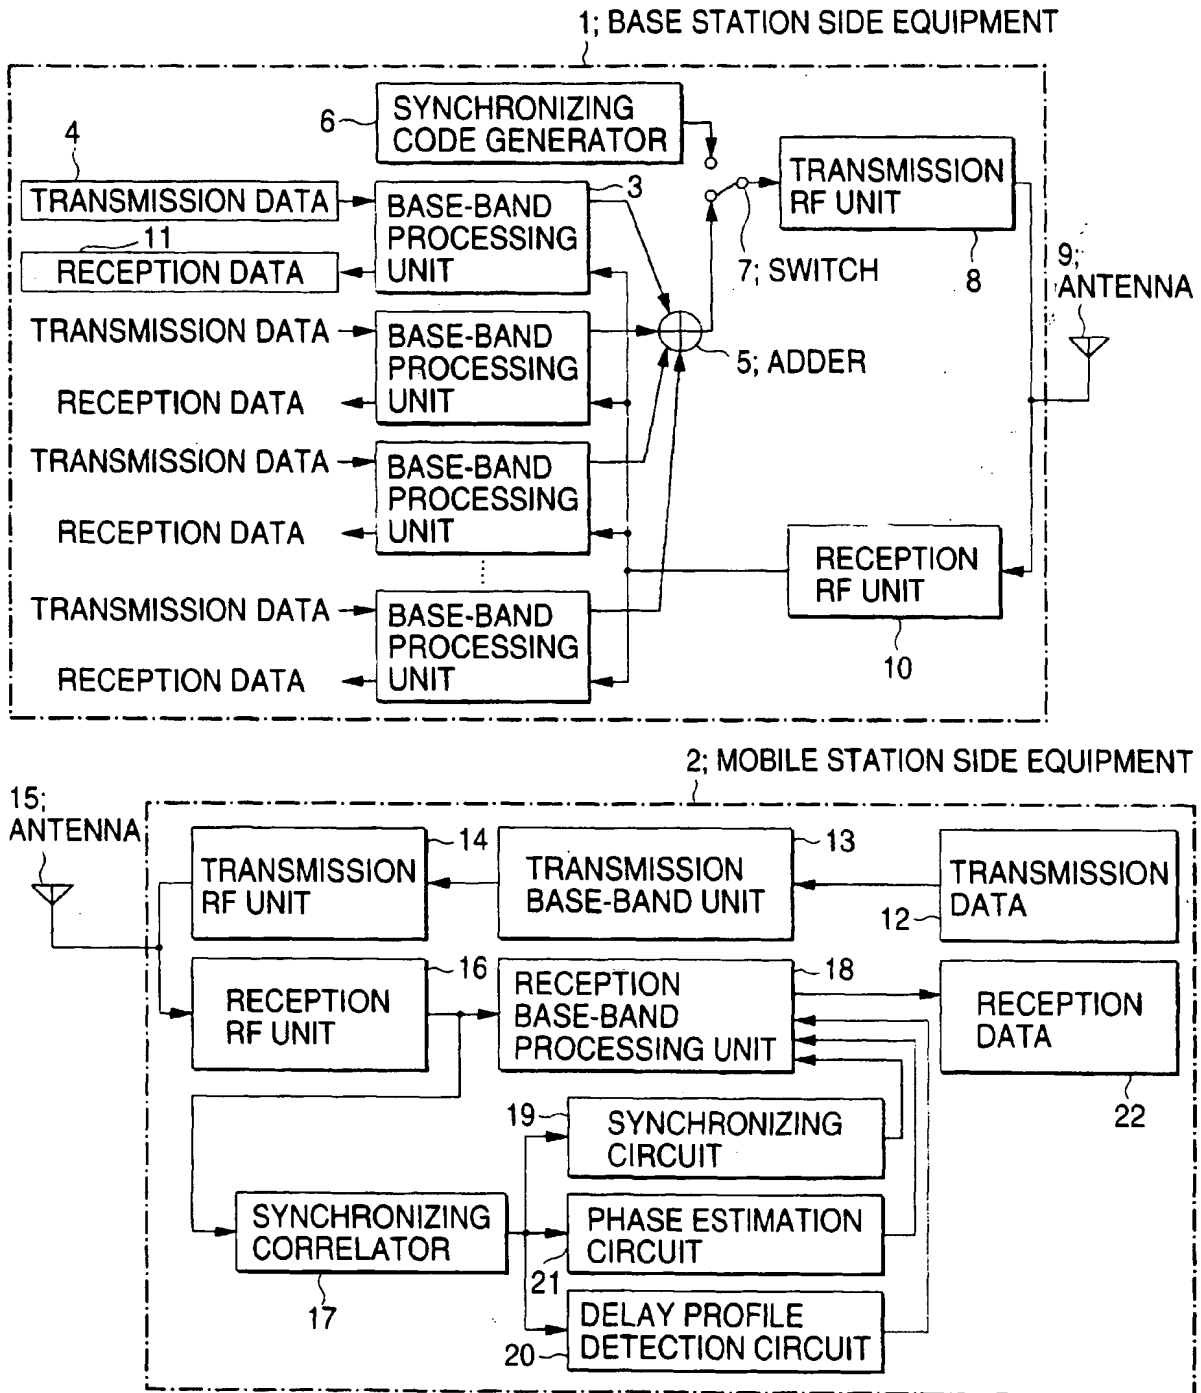 1; BASE STATION SIDE EQUIPMENT
6
SYNCHRONIZING
CODE GENERATOR
4
TRANSMISSION DATA
3
BASE-BAND
PROCESSING
UNIT
TRANSMISSION
RF UNIT
8
7; SWITCH
9;
ANTENNA
11
RECEPTION DATA
TRANSMISSION DATA
BASE-BAND
PROCESSING
UNIT
5; ADDER
RECEPTION DATA
TRANSMISSION DATA
BASE-BAND
PROCESSING
UNIT
RECEPTION DATA
RECEPTION
RF UNIT
10
TRANSMISSION DATA
BASE-BAND
PROCESSING
UNIT
RECEPTION DATA
2; MOBILE STATION SIDE EQUIPMENT
15;
ANTENNA
14
TRANSMISSION
RF UNIT
13
TRANSMISSION
BASE-BAND UNIT
TRANSMISSION
DATA
12
16
RECEPTION
RF UNIT
18
RECEPTION
BASE-BAND
PROCESSING UNIT
RECEPTION
DATA
22
19
SYNCHRONIZING
CIRCUIT
SYNCHRONIZING
CORRELATOR
17
PHASE ESTIMATION
CIRCUIT
21
DELAY PROFILE
DETECTION CIRCUIT
20